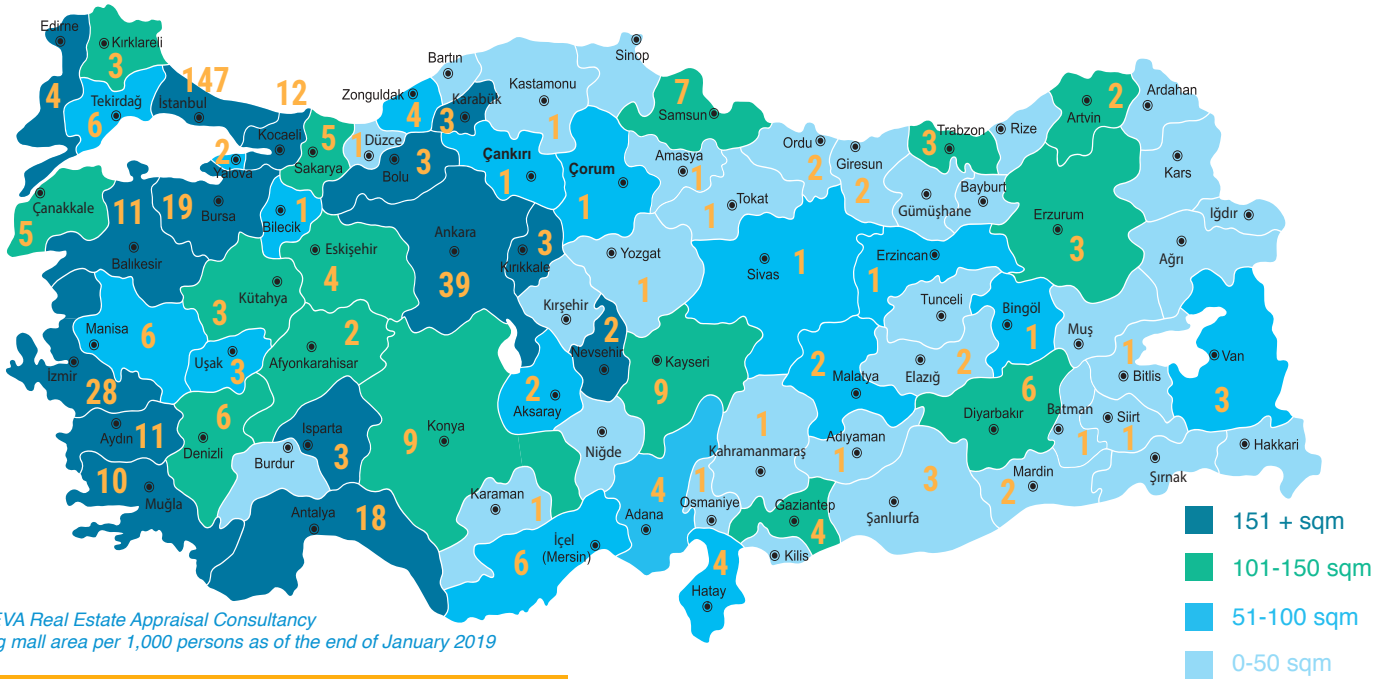 Edirne
Kırklareli
3
4
Tekirdağ
6
147
İstanbul
12
Kocaeli
2
Yalova
5
Sakarya
1
Düzce
3
Bolu
Zonguldak
4
Bartın
Karabük
3
Kastamonu
1
Sinop
7
Samsun
Çankırı
1
Çorum
1
Amasya
1
Tokat
1
Ordu
2
Giresun
2
Trabzon
3
Rize
Gümüşhane
Bayburt
Artvin
2
Ardahan
Kars
Iğdır
Ağrı
Erzurum
3
Çanakkale
5
11
Balıkesir
19
Bursa
Bilecik
1
Eskişehir
4
Kütahya
3
Ankara
39
3
Kırıkkale
Yozgat
1
Sivas
1
Erzincan
1
Tunceli
Bingöl
1
Muş
1
Bitlis
Van
3
Manisa
6
Uşak
3
Afyonkarahisar
2
Kırşehir
2
Nevşehir
Kayseri
9
2
Malatya
Elazığ
2
6
Diyarbakır
Batman
1
Siirt
1
Hakkari
Şırnak
Mardin
2
İzmir
28
Aydın
11
10
Muğla
6
Denizli
Burdur
Isparta
3
Antalya
18
9
Konya
2
Aksaray
Niğde
Karaman
1
6
İçel
(Mersin)
4
Adana
1
Osmaniye
1
Kahramanmaraş
Adıyaman
1
Gaziantep
4
Kilis
3
Şanlıurfa
4
Hatay
151 + sqm
101-150 sqm
51-100 sqm
0-50 sqm
EVA Real Estate Appraisal Consultancy
mall area per 1,000 persons as of the end of January 2019